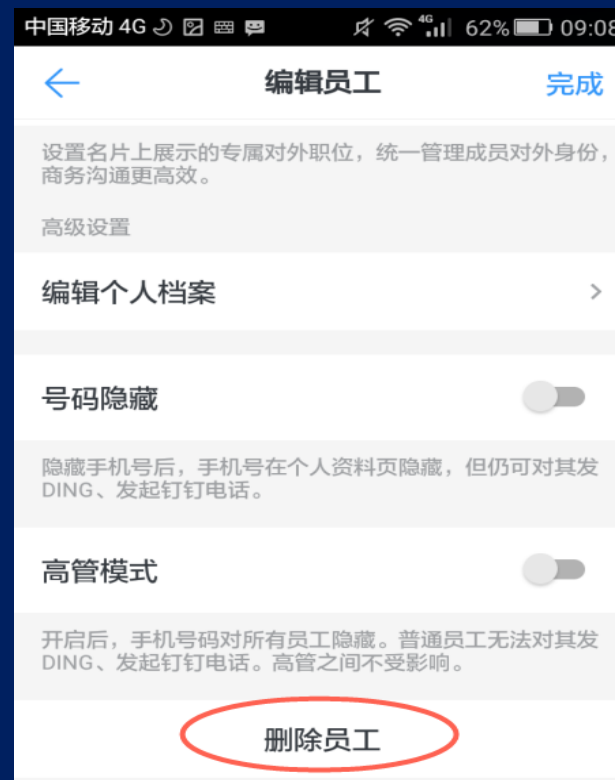 中国移动 4G 4G 62% 09:08
编辑员工 完成
设置名片上展示的专属对外职位，统一管理成员对外身份，
商务沟通更高效。
高级设置
编辑个人档案
号码隐藏
隐藏手机号后，手机号在个人资料页隐藏，但仍可对其发
DING、发起钉钉电话。
高管模式
开启后，手机号码对所有员工隐藏。普通员工无法对其发
DING、发起钉钉电话。高管之间不受影响。
删除员工